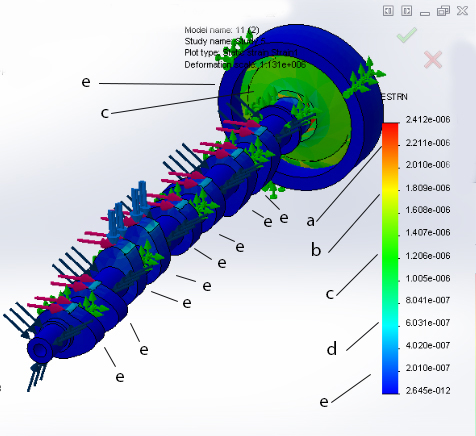 Model name: 11 (2)
Study name:
Plot type: Static
Deformation scale: 1.131e+006
e
c
ESTRN
2.412e-006
2.211e-006
2.010e-006
1.809e-006
1.608e-006
1.407e-006
1.206e-006
1.005e-006
8.041e-007
6.031e-007
4.020e-007
2.010e-007
2.645e-012
a
b
c
d
e
e
e
e
e
e
e
e
e